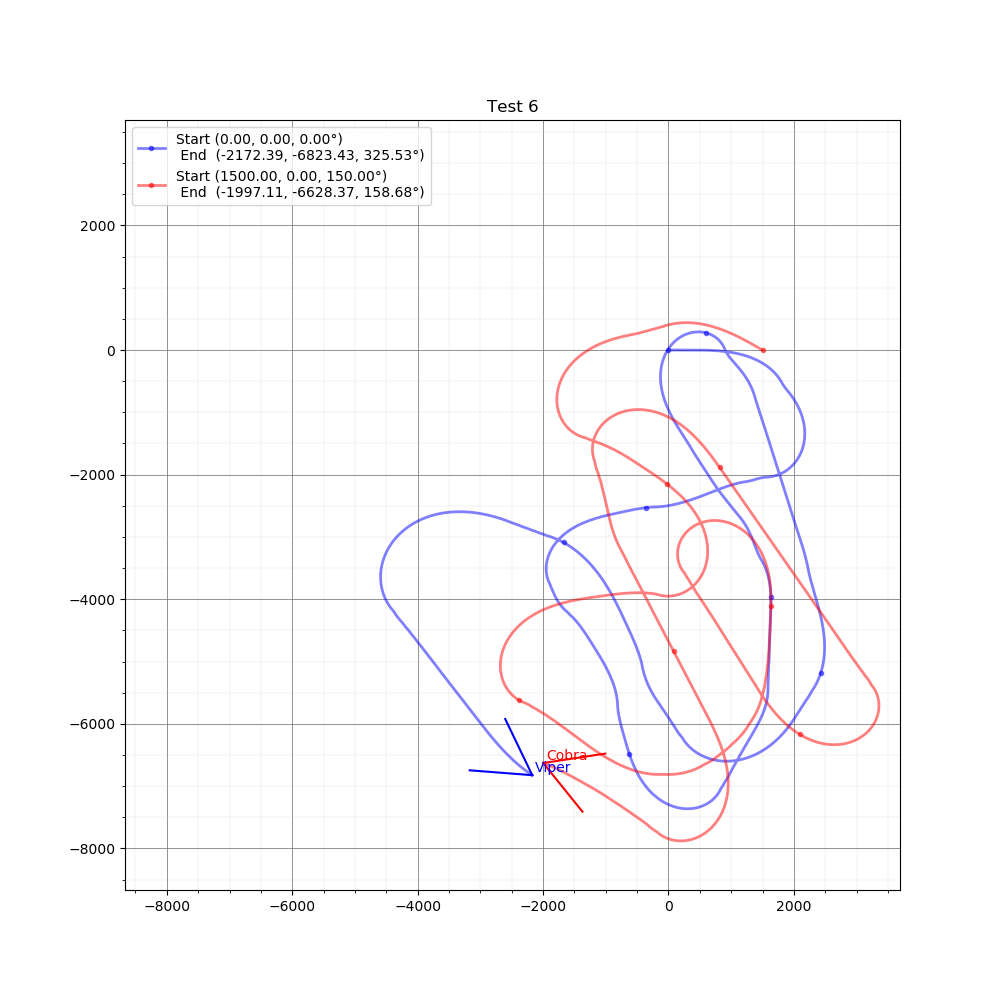 Test 6
Start (0.00, 0.00, 0.00°)
End  (-2172.39, -6823.43, 325.53°)
Start (1500.00, 0.00, 150.00°)
End  (-1997.11, -6628.37, 158.68°)
2000
0
−2000
−4000
−6000
−8000
Cobra
Viper
−8000 −6000 −4000 −2000 0 2000